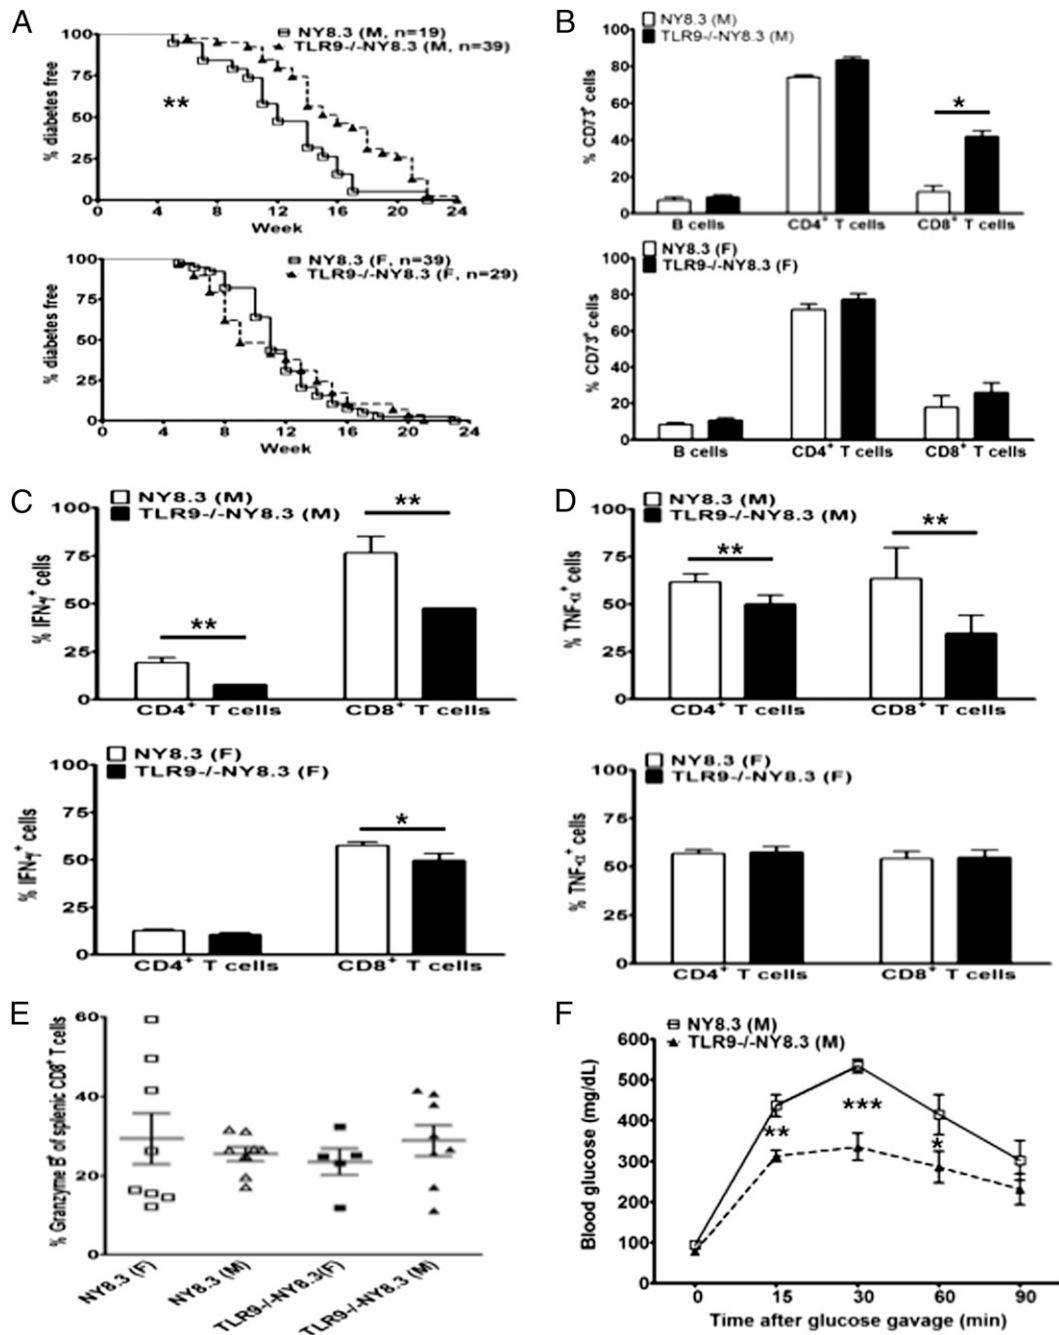 A
NY8.3 (M, n=19)
TLR9-/-NY8.3 (M, n=39)
% diabetes free
100
75
50
25
0
**
0 4 8 12 16 20 24
Week
NY8.3 (F, n=39)
TLR9-/-NY8.3 (F, n=29)
% diabetes free
100
75
50
25
0
0 4 8 12 16 20 24
Week
B
NY8.3 (M)
TLR9-/-NY8.3 (M)
% CD73+ cells
100
80
60
40
20
0
*
B cells CD4+ T cells CD8+ T cells
NY8.3 (F)
TLR9-/-NY8.3 (F)
% CD73+ cells
100
80
60
40
20
0
B cells CD4+ T cells CD8+ T cells
C
NY8.3 (M)
TLR9-/-NY8.3 (M)
% IFN-γ+ cells
100
75
50
25
0
**
**
CD4+ T cells CD8+ T cells
NY8.3 (F)
TLR9-/-NY8.3 (F)
% IFN-γ+ cells
100
75
50
25
0
*
CD4+ T cells CD8+ T cells
D
NY8.3 (M)
TLR9-/-NY8.3 (M)
% TNF-α+ cells
100
75
50
25
0
**
**
CD4+ T cells CD8+ T cells
NY8.3 (F)
TLR9-/-NY8.3 (F)
% TNF-α+ cells
100
75
50
25
0
CD4+ T cells CD8+ T cells
E
% Granzyme B+ of splenic CD8+ T cells
60
40
20
0
NY8.3 (F)
NY8.3 (M)
TLR9-/-NY8.3(F)
TLR9-/-NY8.3 (M)
F
NY8.3 (M)
TLR9-/-NY8.3 (M)
Blood glucose (mg/dL)
600
500
400
300
200
100
0
**
***
*
0 15 30 60 90
Time after glucose gavage (min)